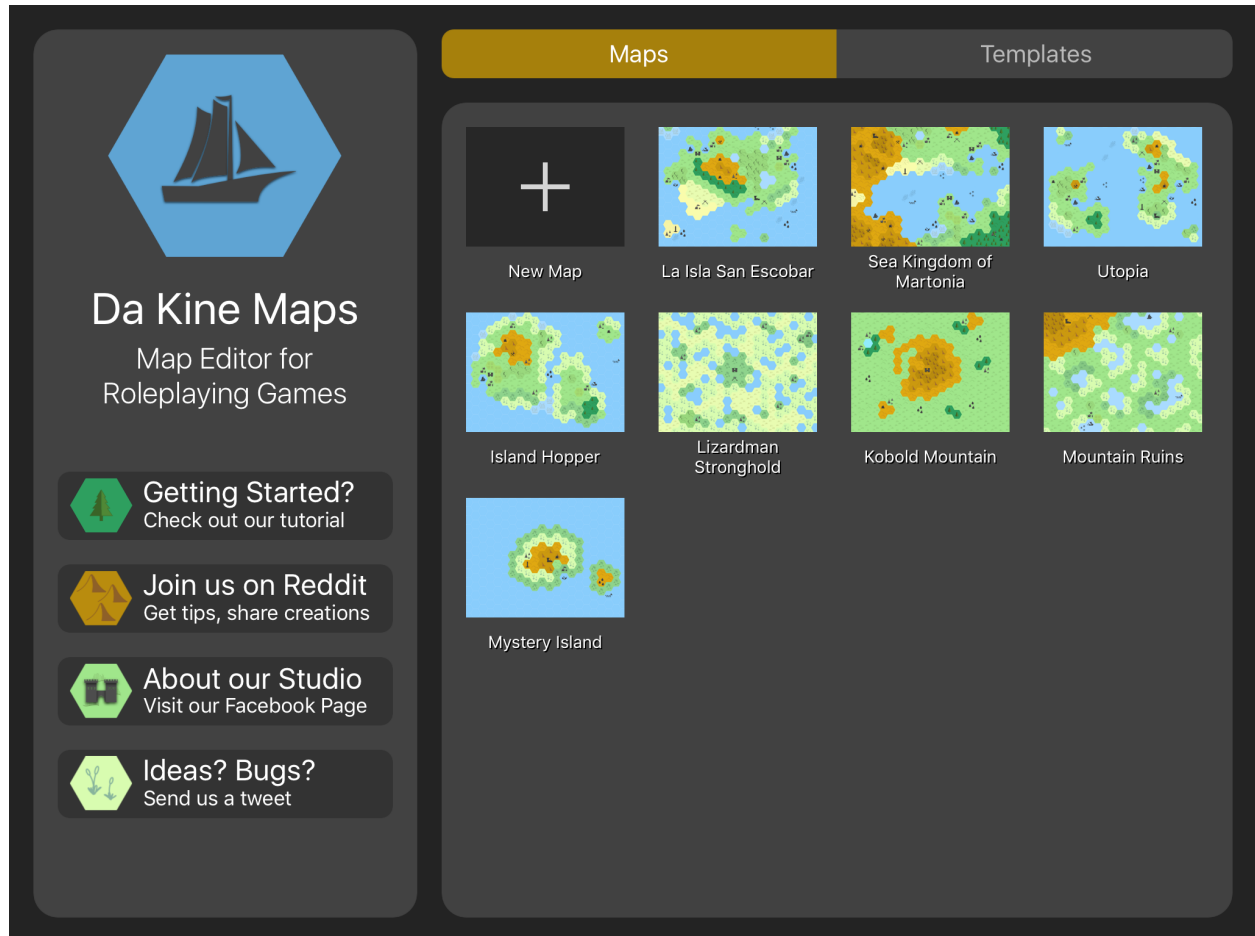 Da Kine Maps
Map Editor for
Roleplaying Games
Getting Started?
Check out our tutorial
Join us on Reddit
Get tips, share creations
About our Studio
Visit our Facebook Page
Ideas? Bugs?
Send us a tweet
Maps
Templates
New Map
La Isla San Escobar
Sea Kingdom of
Martonia
Utopia
Island Hopper
Lizardman
Stronghold
Kobold Mountain
Mountain Ruins
Mystery Island